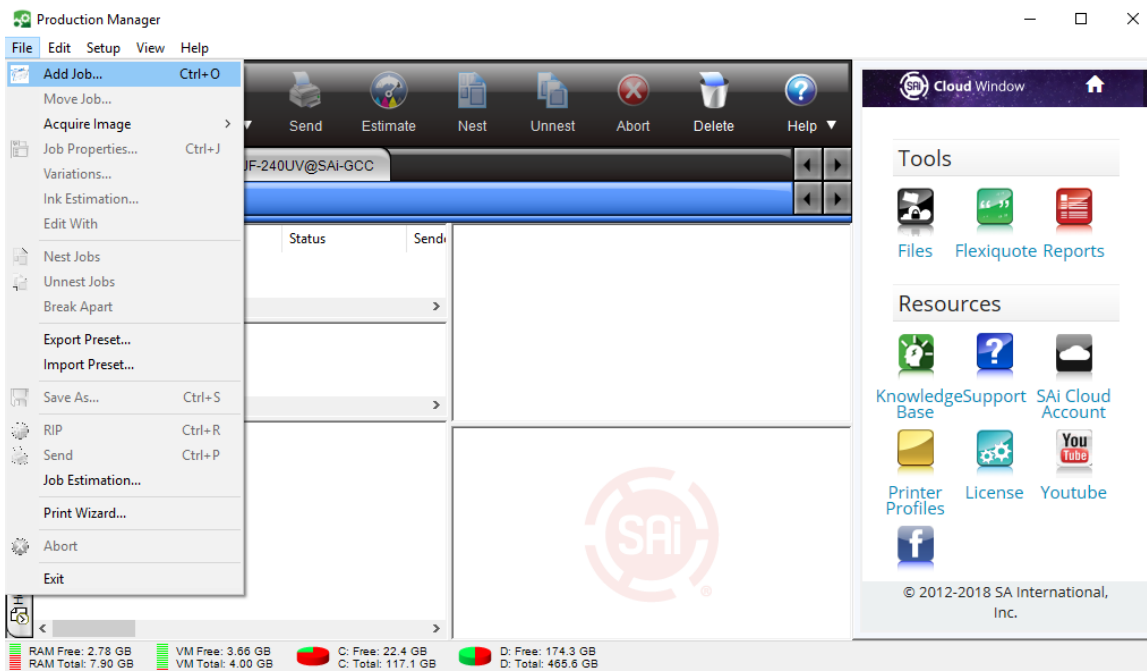 Production Manager
File Edit Setup View Help
Add Job... Ctrl+O
Move Job...
Acquire Image
Job Properties... Ctrl+J
Variations...
Ink Estimation...
Edit With
Nest Jobs
Unnest Jobs
Break Apart
Export Preset...
Import Preset...
Save As... Ctrl+S
RIP Ctrl+R
Send Ctrl+P
Job Estimation...
Print Wizard...
Abort
Exit
Send Estimate Nest Unnest Abort Delete Help
JF-240UV@SAi-GCC
Status Send
SAi
®
SAi Cloud Window
Tools
Files Flexiquote Reports
Resources
Knowledge Base
Support
SAi Cloud Account
You Tube
Printer Profiles
License
Youtube
© 2012-2018 SA International, Inc.
RAM Free: 2.78 GB VM Free: 3.66 GB C: Free: 22.4 GB D: Free: 174.3 GB
RAM Total: 7.90 GB VM Total: 4.00 GB C: Total: 117.1 GB D: Total: 465.6 GB